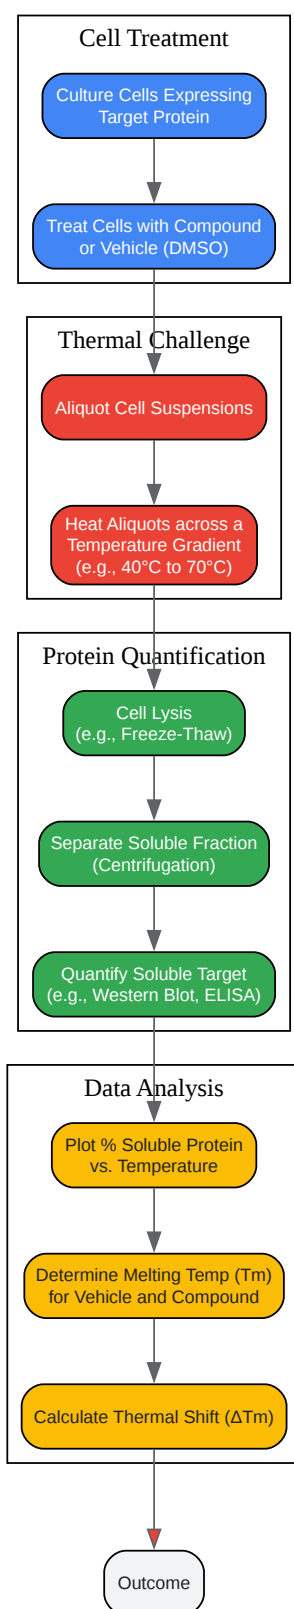 Cell Treatment
Culture Cells Expressing
Target Protein
Treat Cells with Compound
or Vehicle (DMSO)
Thermal Challenge
Aliquot Cell Suspensions
Heat Aliquots across a
Temperature Gradient
(e.g., 40°C to 70°C)
Protein Quantification
Cell Lysis
(e.g., Freeze-Thaw)
Separate Soluble Fraction
(Centrifugation)
Quantify Soluble Target
(e.g., Western Blot, ELISA)
Data Analysis
Plot % Soluble Protein
vs. Temperature
Determine Melting Temp (Tm)
for Vehicle and Compound
Calculate Thermal Shift (ΔTm)
Outcome